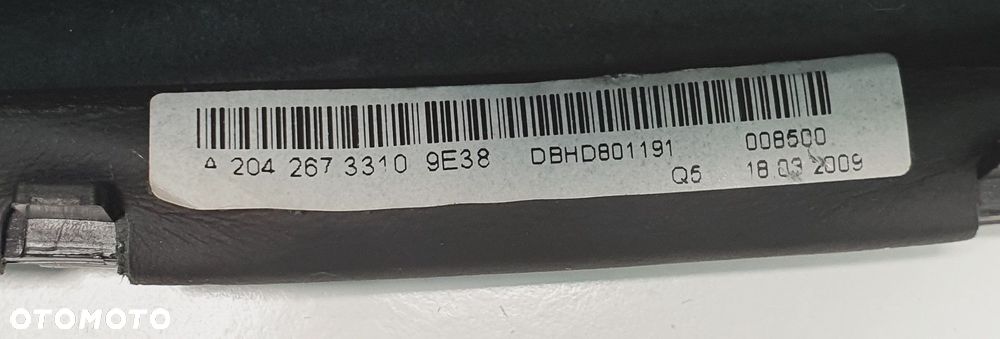 A 204 267 3310 9E38 DBHD801191 008500
Q5 18.03.2009
OTOMOTO